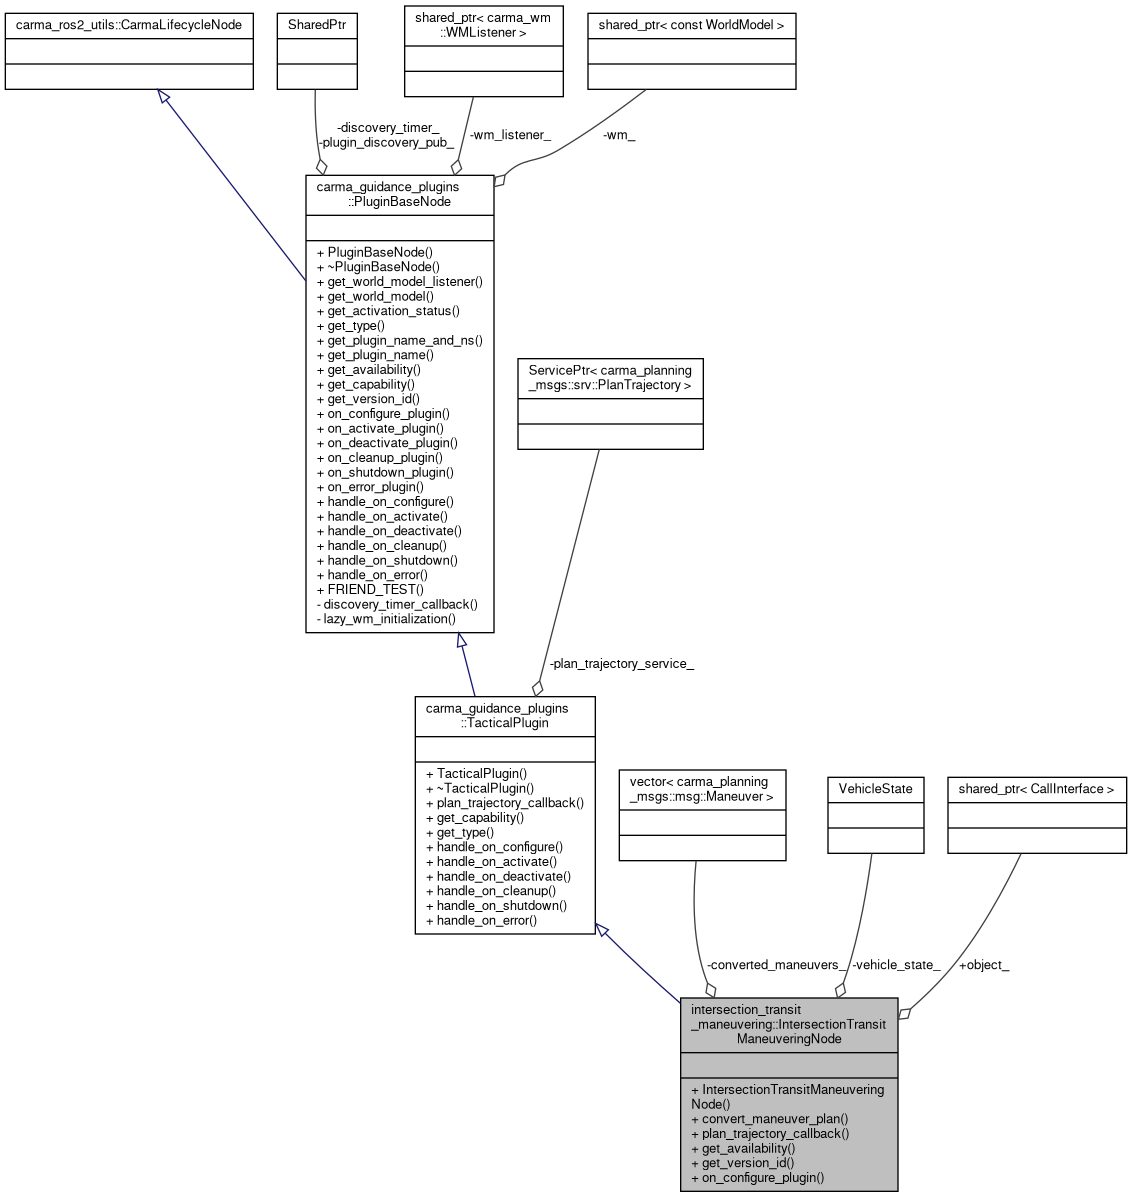 carma_ros2_utils::CarmaLifecycleNode
SharedPtr
shared_ptr< carma_wm
::WMListener >
shared_ptr< const WorldModel >
-discovery_timer_
-plugin_discovery_pub_
-wm_listener_
-wm_
carma_guidance_plugins
::PluginBaseNode
+ PluginBaseNode()
+ ~PluginBaseNode()
+ get_world_model_listener()
+ get_world_model()
+ get_activation_status()
+ get_type()
+ get_plugin_name_and_ns()
+ get_plugin_name()
+ get_availability()
+ get_capability()
+ get_version_id()
+ on_configure_plugin()
+ on_activate_plugin()
+ on_deactivate_plugin()
+ on_cleanup_plugin()
+ on_shutdown_plugin()
+ on_error_plugin()
+ handle_on_configure()
+ handle_on_activate()
+ handle_on_deactivate()
+ handle_on_cleanup()
+ handle_on_shutdown()
+ handle_on_error()
+ FRIEND_TEST()
- discovery_timer_callback()
- lazy_wm_initialization()
ServicePtr< carma_planning
_msgs::srv::PlanTrajectory >
-plan_trajectory_service_
carma_guidance_plugins
::TacticalPlugin
+ TacticalPlugin()
+ ~TacticalPlugin()
+ plan_trajectory_callback()
+ get_capability()
+ get_type()
+ handle_on_configure()
+ handle_on_activate()
+ handle_on_deactivate()
+ handle_on_cleanup()
+ handle_on_shutdown()
+ handle_on_error()
vector< carma_planning
_msgs::msg::Maneuver >
VehicleState
shared_ptr< CallInterface >
-converted_maneuvers_
-vehicle_state_
+object_
intersection_transit
_maneuvering::IntersectionTransit
ManeuveringNode
+ IntersectionTransitManeuvering
Node()
+ convert_maneuver_plan()
+ plan_trajectory_callback()
+ get_availability()
+ get_version_id()
+ on_configure_plugin()